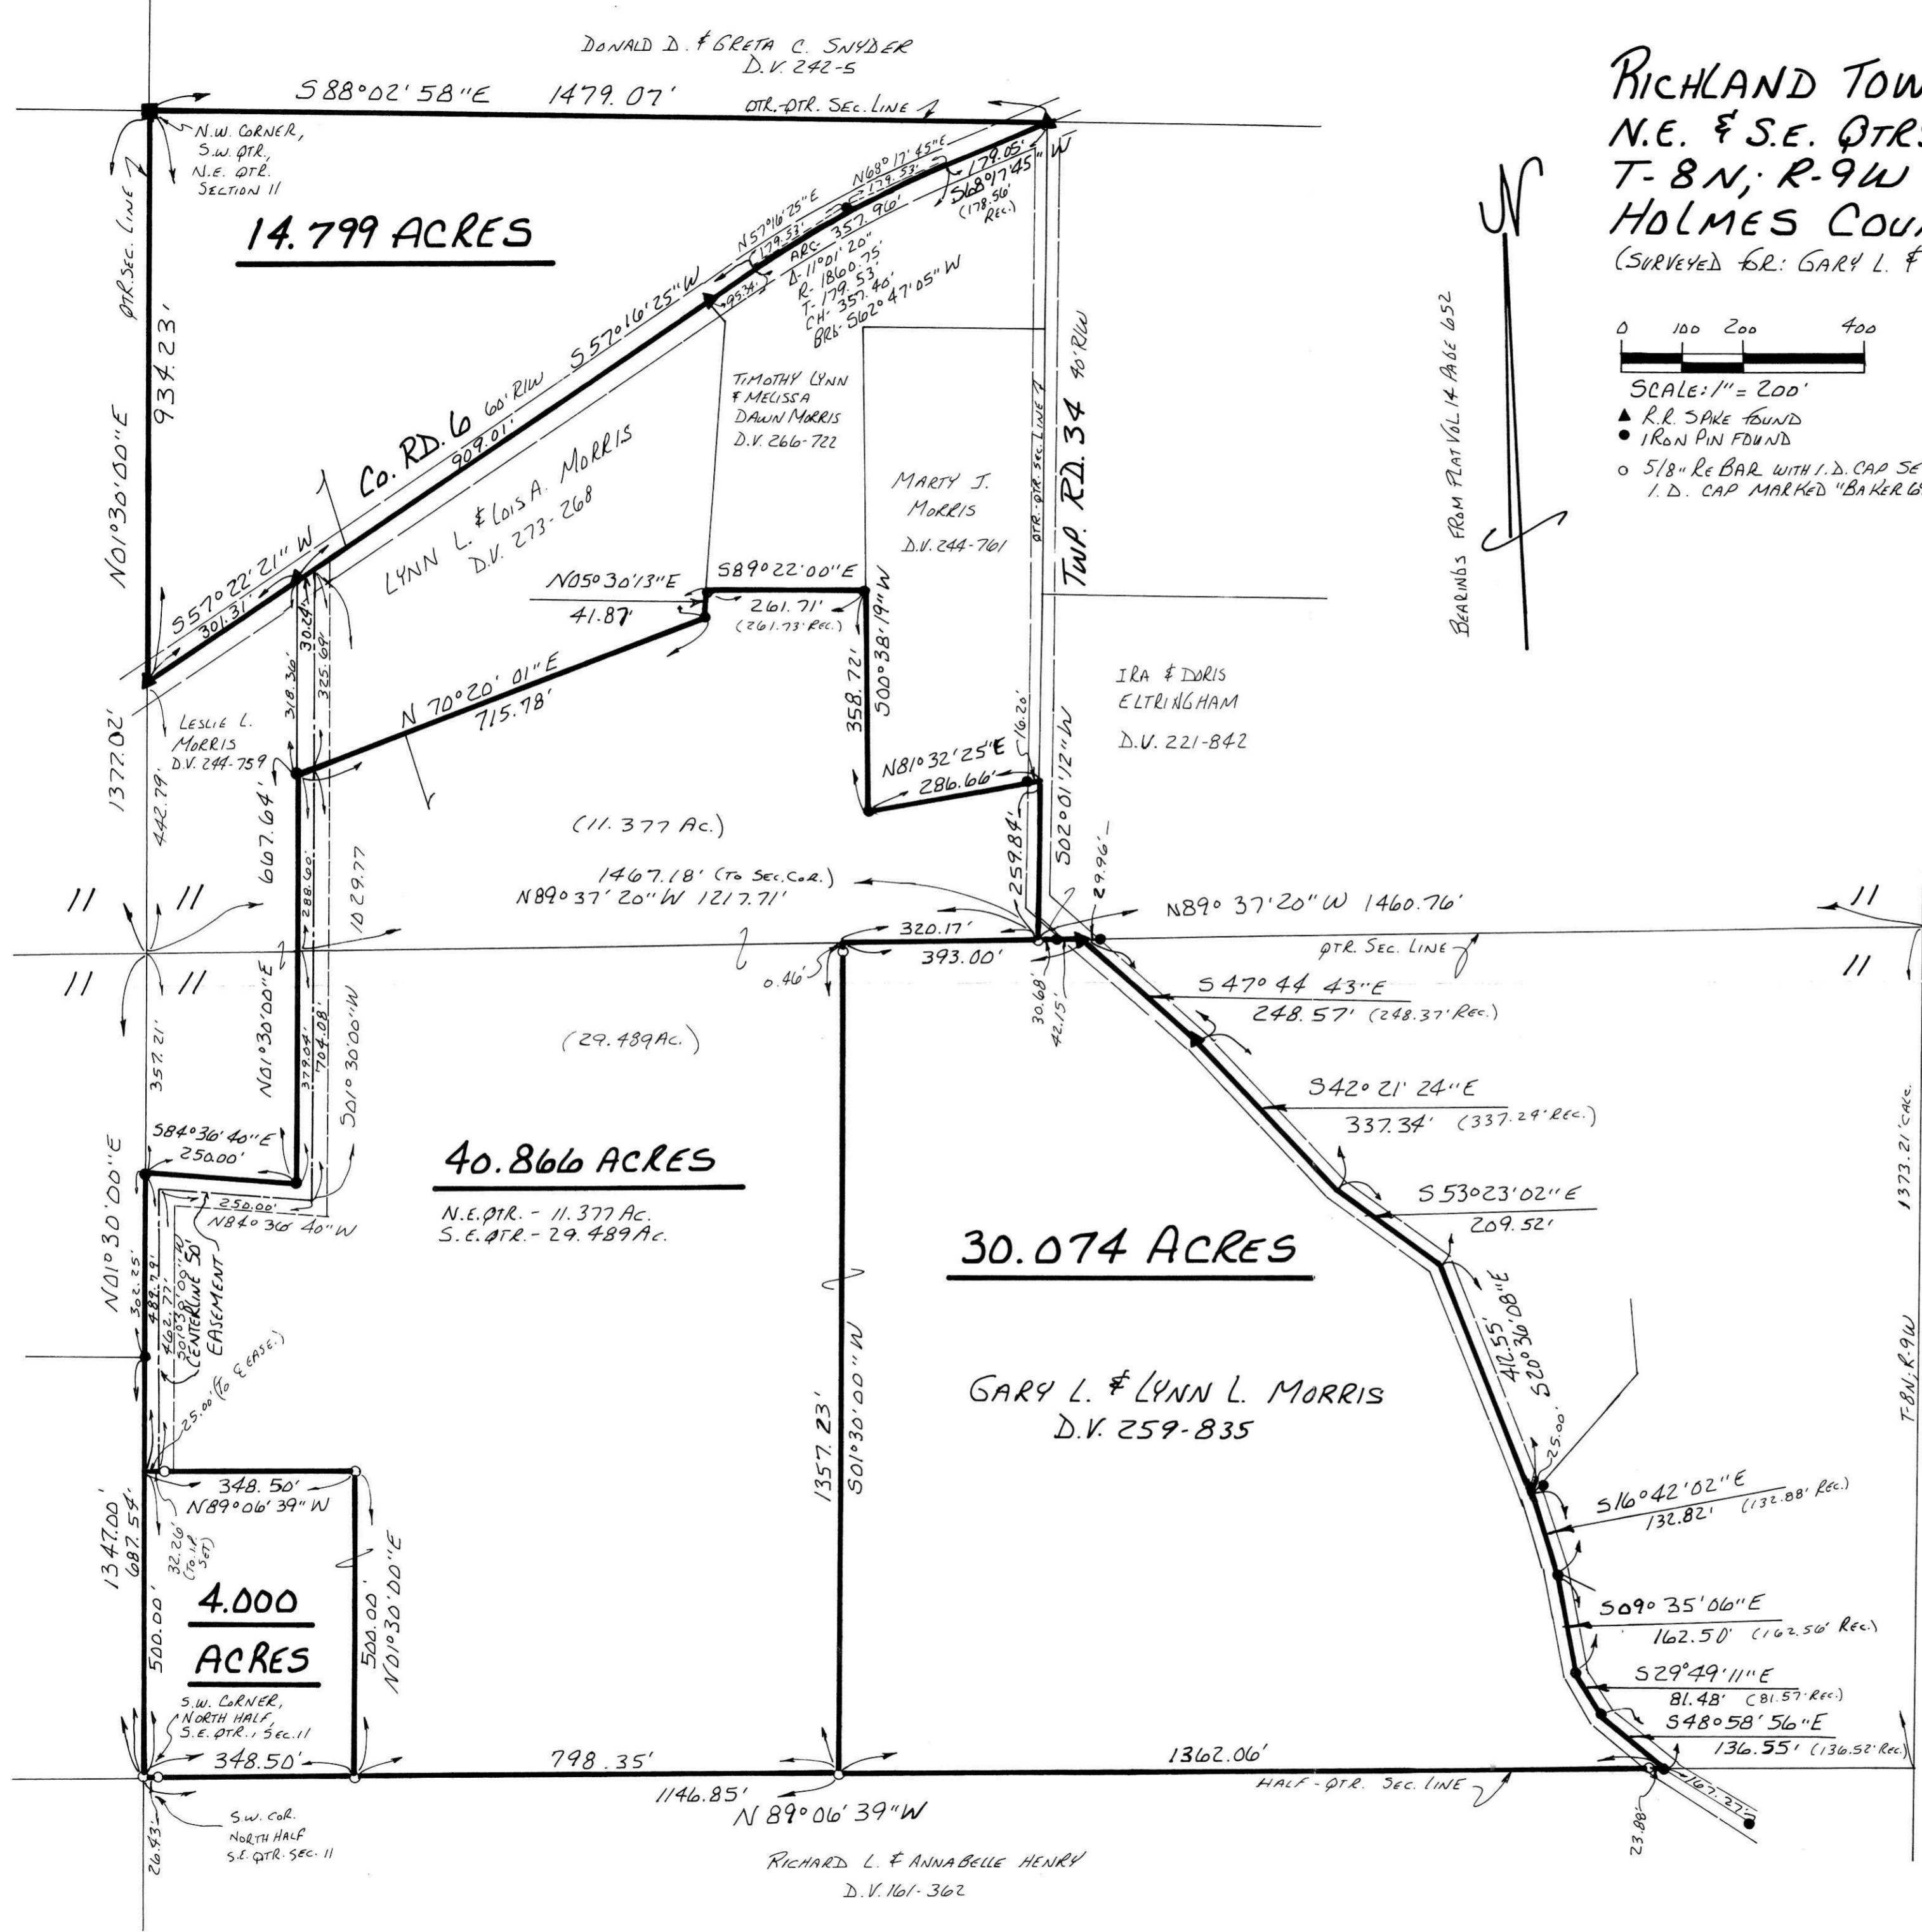 DONALD D. & GRETA C. SNYDER
D.V. 242-5
S88°02'58"E 1479.07'
QTR.-QTR. SEC. LINE
N.W. CORNER,
S.W. QTR.,
N.E. QTR.
SECTION 11
QTR. SEC. LINE
14.799 ACRES
N01°30'00"E
934.23'
N68°17'45"E
179.53'
179.05'
S68°17'45"W
(178.56'
REC.)
N57°16'25"E
179.53'
ARC- 357.96'
Δ-11°01'20"
R-1860.75'
T-179.53'
CH-357.40'
BRG-S62°47'05"W
95.34'
S57°16'25"W
909.01'
CO. RD. 6 60' R/W
LYNN L. & LOIS A. MORRIS
D.V. 273-268
TIMOTHY LYNN
& MELISSA
DAWN MORRIS
D.V. 266-722
MARTY J.
MORRIS
D.V. 244-761
QTR.-QTR. SEC. LINE
TWP. RD. 34 40' R/W
RICHLAND TOW
N.E. & S.E. QTRS
T-8N; R-9W
HOLMES COU
(SURVEYED FOR: GARY L. &
N
BEARINGS FROM PLAT VOL. 14 PAGE 652
0 100 200 400
SCALE: 1" = 200'
▲ R.R. SPIKE FOUND
● IRON PIN FOUND
○ 5/8" REBAR WITH I.D. CAP SE
I.D. CAP MARKED "BAKER 6
S57°22'21"W
301.31'
30.24'
325.69'
318.36'
N05°30'13"E
41.87'
S89°22'00"E
261.71'
(261.73' REC.)
358.72'
S00°38'19"W
N70°20'01"E
715.78'
LESLIE L.
MORRIS
D.V. 244-759
1377.02'
442.79'
667.64'
N81°32'25"E
286.66'
16.20'
259.84'
S02°01'12"W
29.96'
IRA & DORIS
ELTRINGHAM
D.V. 221-842
(11.377 AC.)
1467.18' (TO SEC. COR.)
N89°37'20"W 1217.71'
N89°37'20"W 1460.76'
QTR. SEC. LINE
11 11
11 11
11
11
288.60'
1029.77
320.17'
393.00'
0.46'
30.68'
42.15'
S47°44 43"E
248.57' (248.37' REC.)
S42°21'24"E
337.34' (337.29' REC.)
S53°23'02"E
209.52'
1373.21' CALC.
T-8N; R-9W
(29.489 AC.)
N01°30'00"E
379.04'
704.08'
S01°30'00"W
357.21'
S84°36'40"E
250.00'
250.00'
N84°36'40"W
40.866 ACRES
N.E. QTR. - 11.377 AC.
S.E. QTR. - 29.489 AC.
N01°30'00"E
302.25'
489.79'
462.77'
S01°30'00"W
CENTERLINE 50'
EASEMENT
25.00' (TO ℄ EASE.)
30.074 ACRES
GARY L. & LYNN L. MORRIS
D.V. 259-835
1357.23'
S01°30'00"W
412.55'
S20°36'08"E
25.00'
S16°42'02"E
132.82' (132.88' REC.)
S09°35'06"E
162.50' (162.56' REC.)
S29°49'11"E
81.48' (81.57' REC.)
S48°58'56"E
136.55' (136.52' REC.)
348.50'
N89°06'39"W
1347.00'
687.54'
500.00'
32.26'
(TO I.P.
SET)
4.000
ACRES
500.00'
N01°30'00"E
S.W. CORNER,
NORTH HALF,
S.E. QTR., SEC. 11
348.50'
798.35'
1362.06'
1146.85'
N89°06'39"W
HALF-QTR. SEC. LINE
26.43'
S.W. COR.
NORTH HALF
S.E. QTR. SEC. 11
23.88'
167.27'
RICHARD L. & ANNABELLE HENRY
D.V. 161-362